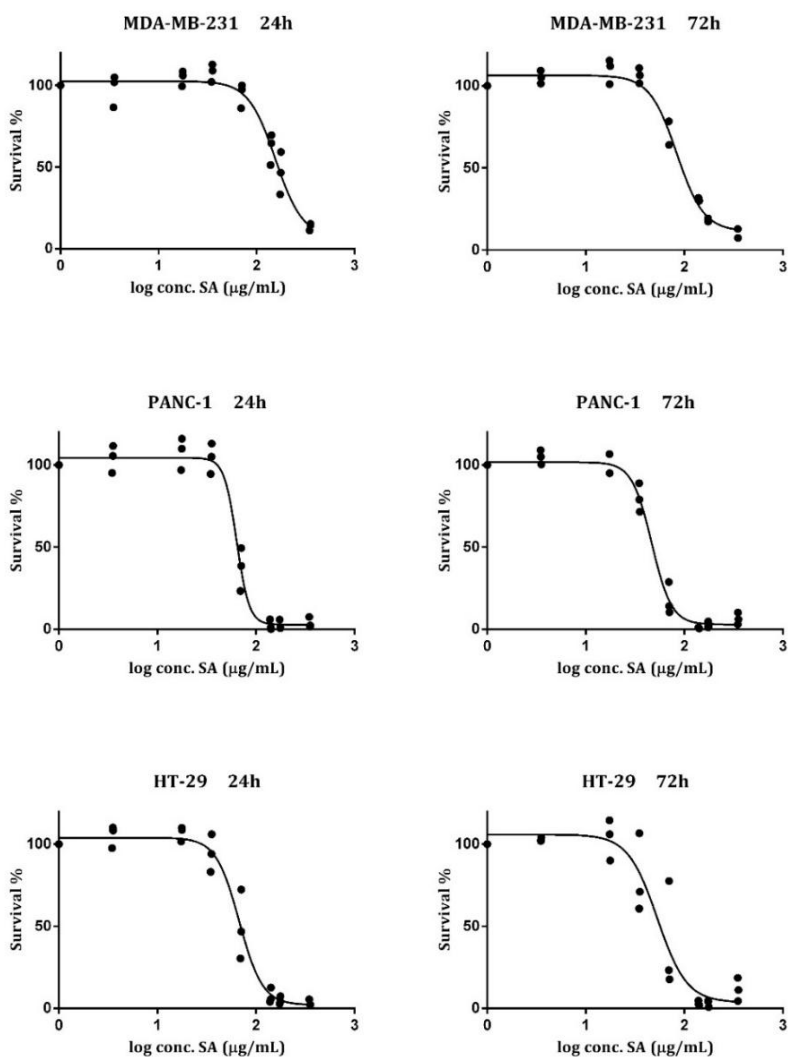 MDA-MB-231 24h
MDA-MB-231 72h
Survival %
100
50
0
0
1
2
3
log conc. SA (μg/mL)
Survival %
100
50
0
0
1
2
3
log conc. SA (μg/mL)
PANC-1 24h
PANC-1 72h
Survival %
100
50
0
0
1
2
3
log conc. SA (μg/mL)
Survival %
100
50
0
0
1
2
3
log conc. SA (μg/mL)
HT-29 24h
HT-29 72h
Survival %
100
50
0
0
1
2
3
log conc. SA (μg/mL)
Survival %
100
50
0
0
1
2
3
log conc. SA (μg/mL)